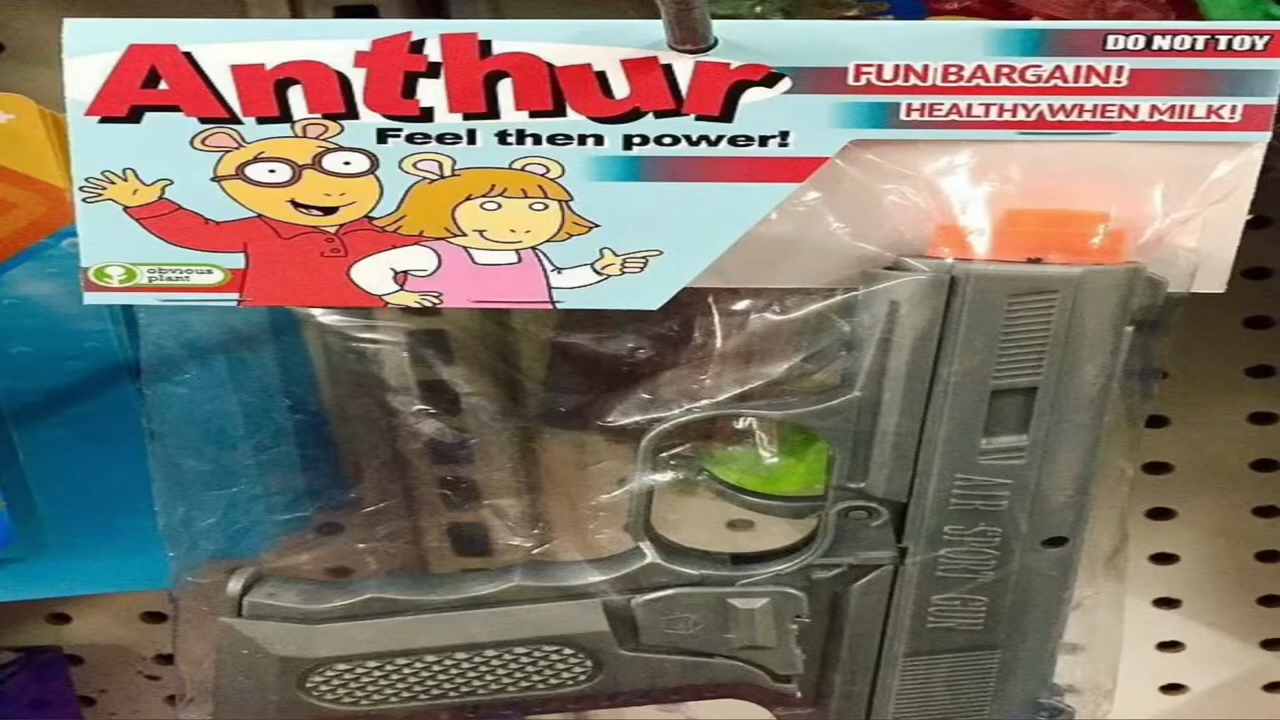 Anthur
Feel then power!
DO NOT TOY
FUN BARGAIN!
HEALTHY WHEN MILK!
obvious
plant
AIR SPORT GUN